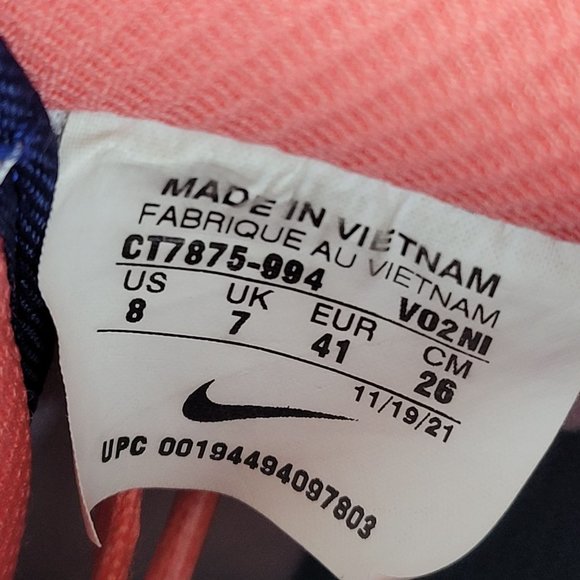 MADE IN VIETNAM
FABRIQUE AU VIETNAM
CT7875-994 V02NI
US UK EUR CM
8 7 41 26
11/19/21
UPC 00194494097803